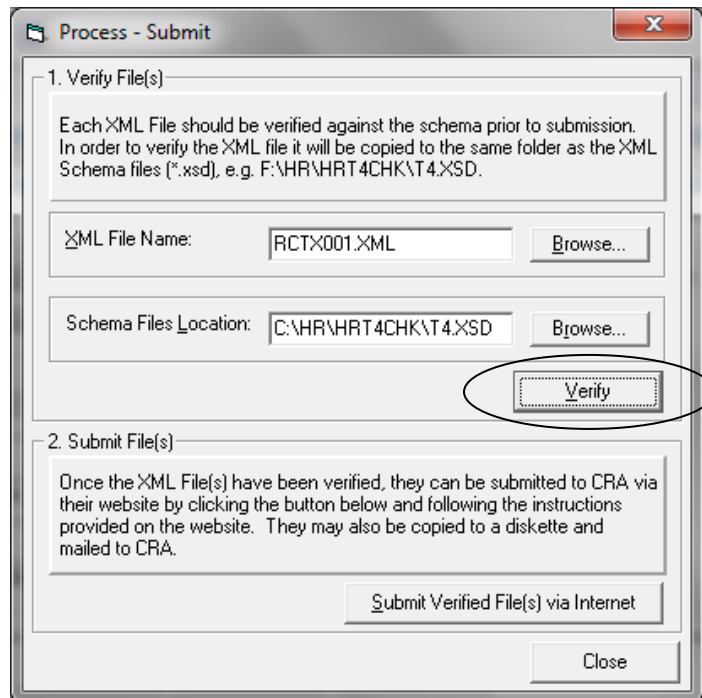 Process - Submit
1. Verify File(s)
Each XML File should be verified against the schema prior to submission.
In order to verify the XML file it will be copied to the same folder as the XML
Schema files (*.xsd), e.g. F:\HR\HRT4CHK\T4.XSD.
XML File Name: RCTX001.XML Browse...
Schema Files Location: C:\HR\HRT4CHK\T4.XSD Browse...
Verify
2. Submit File(s)
Once the XML File(s) have been verified, they can be submitted to CRA via
their website by clicking the button below and following the instructions
provided on the website.  They may also be copied to a diskette and
mailed to CRA.
Submit Verified File(s) via Internet
Close